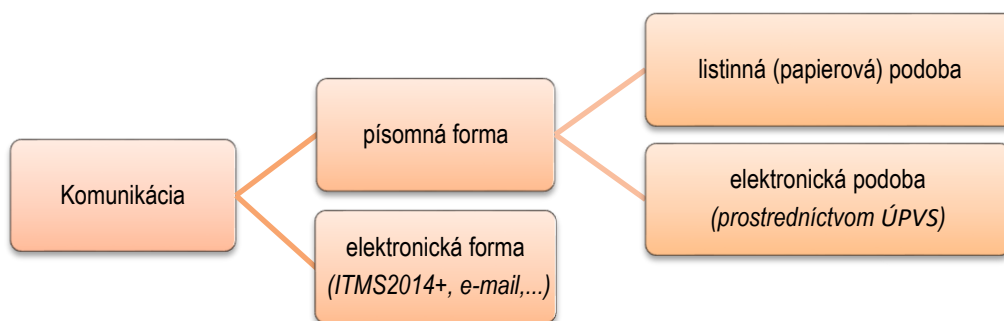 Komunikácia
písomná forma
listinná (papierová) podoba
elektronická podoba
(prostredníctvom ÚPVS)
elektronická forma
(ITMS2014+, e-mail,...)